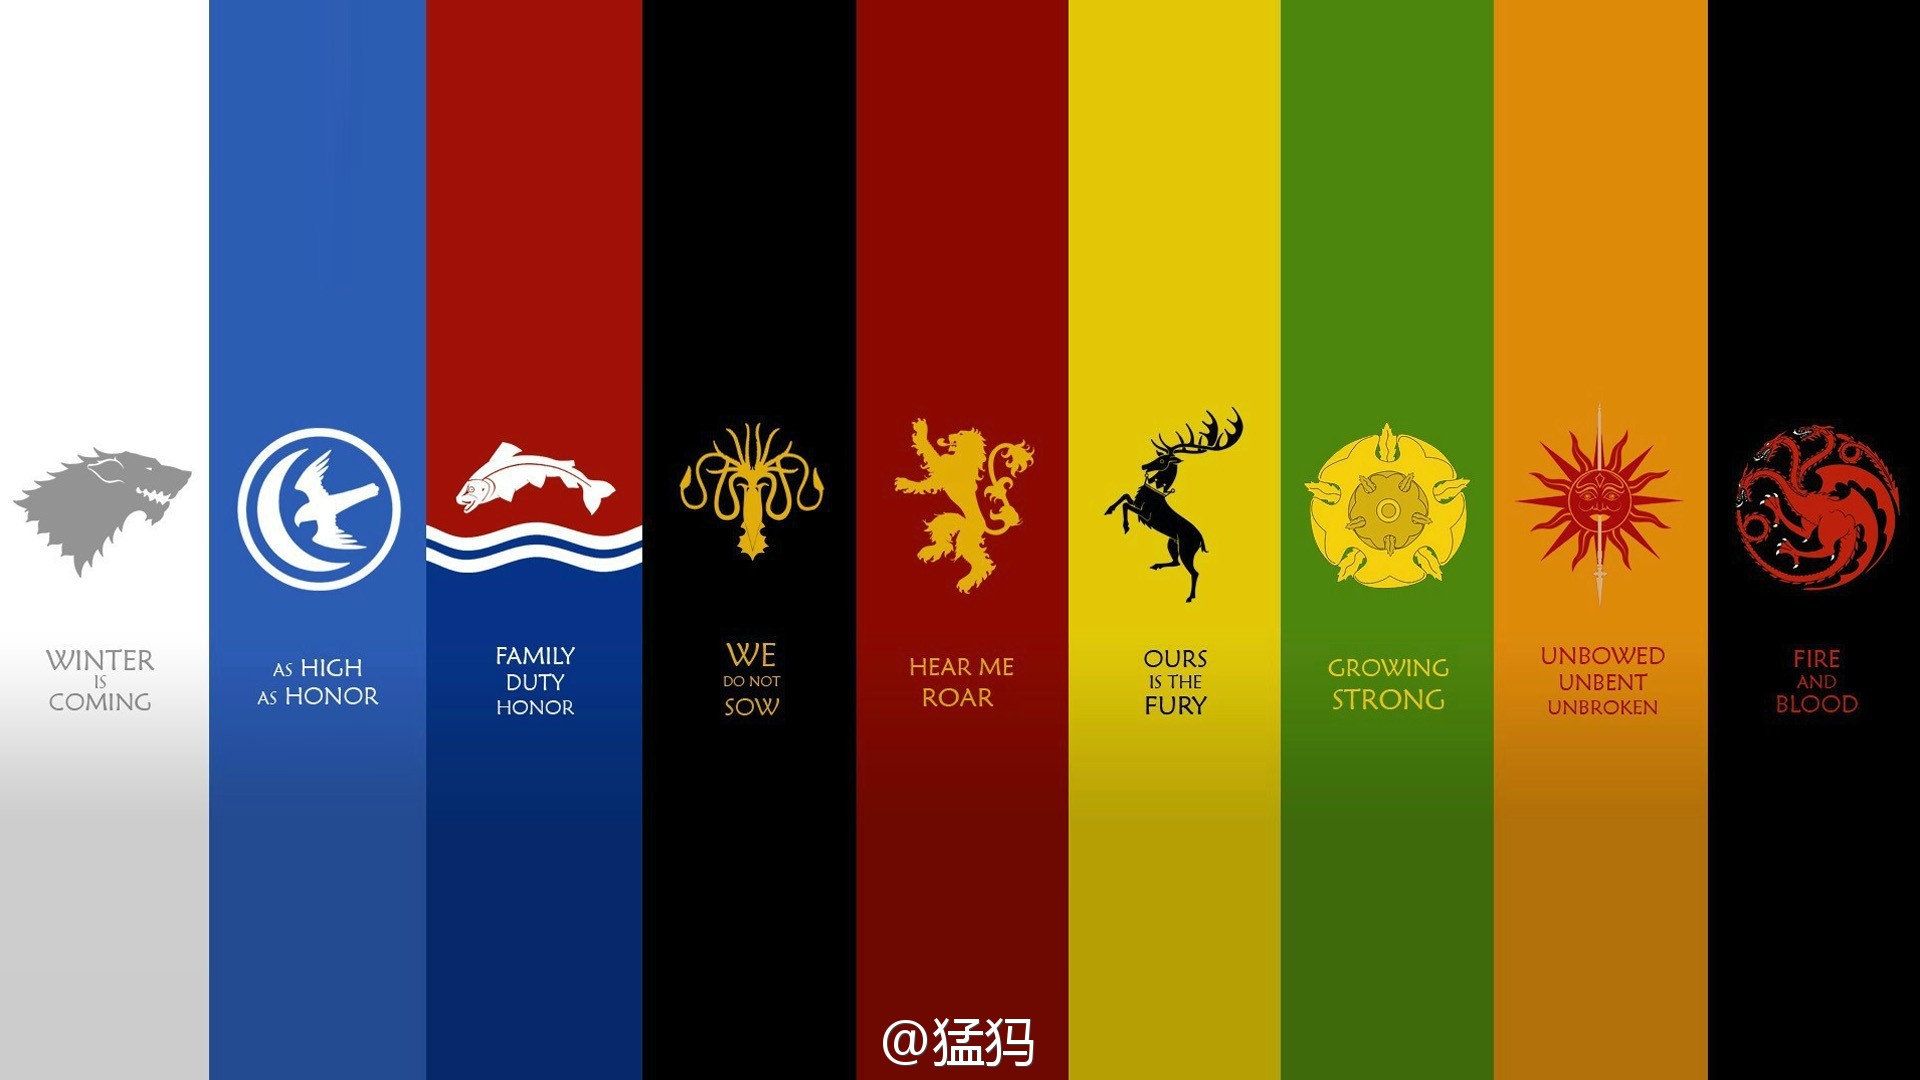 WINTER
IS
COMING
AS HIGH
AS HONOR
FAMILY
DUTY
HONOR
WE
DO NOT
SOW
HEAR ME
ROAR
OURS
IS THE
FURY
GROWING
STRONG
UNBOWED
UNBENT
UNBROKEN
FIRE
AND
BLOOD
@猛犸